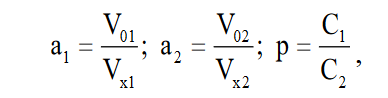 a₁ = V₀₁/Vₓ₁; a₂ = V₀₂/Vₓ₂; p = C₁/C₂,